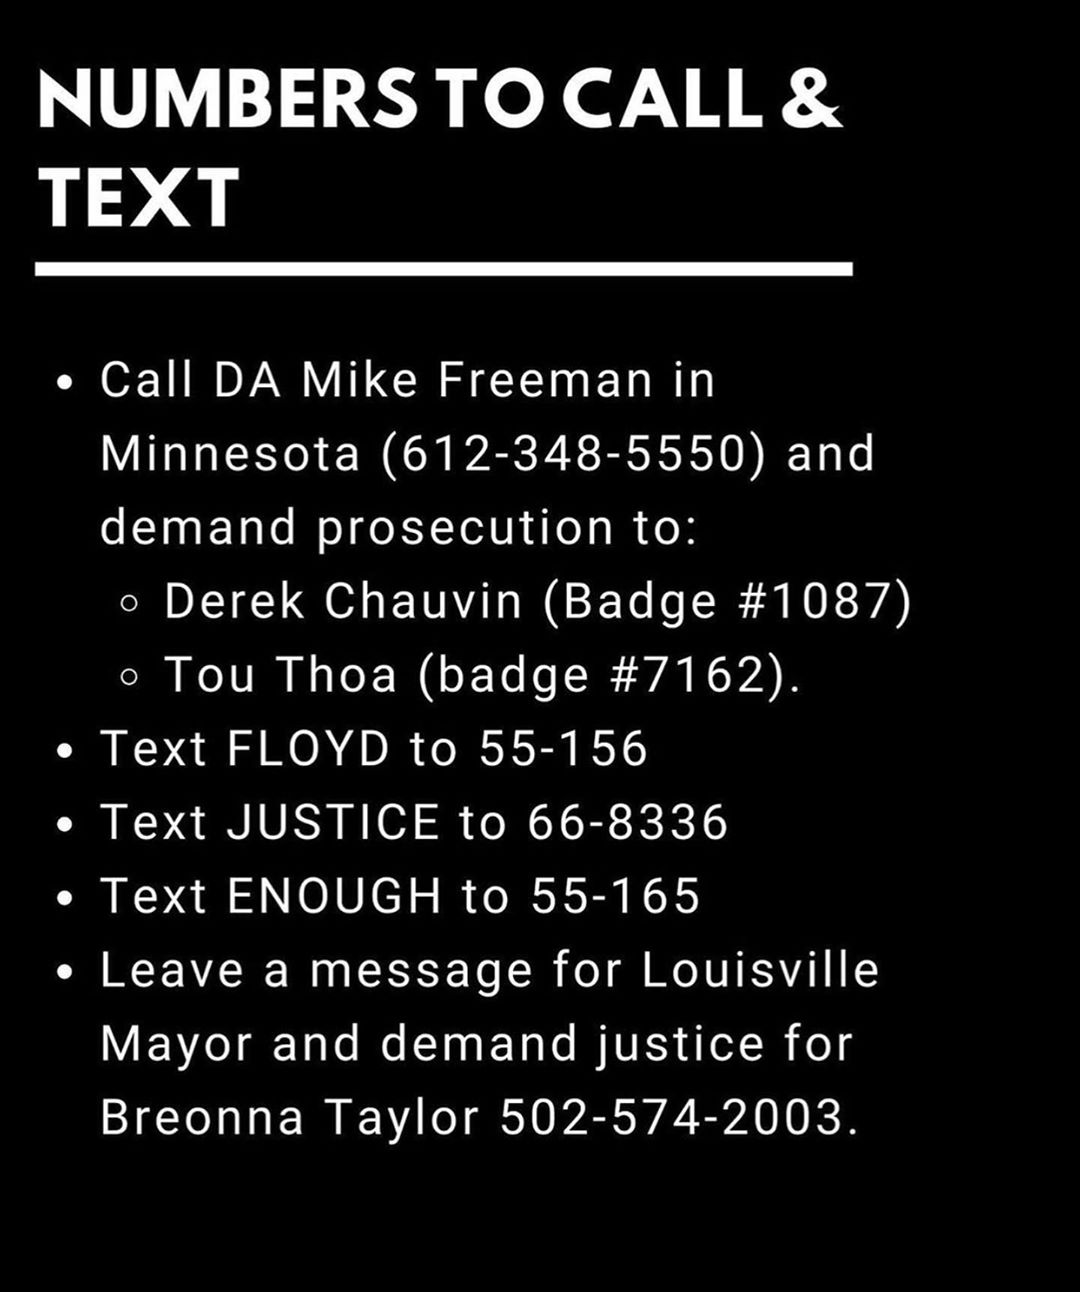 NUMBERS TO CALL &
TEXT
• Call DA Mike Freeman in
Minnesota (612-348-5550) and
demand prosecution to:
◦ Derek Chauvin (Badge #1087)
◦ Tou Thoa (badge #7162).
• Text FLOYD to 55-156
• Text JUSTICE to 66-8336
• Text ENOUGH to 55-165
• Leave a message for Louisville
Mayor and demand justice for
Breonna Taylor 502-574-2003.